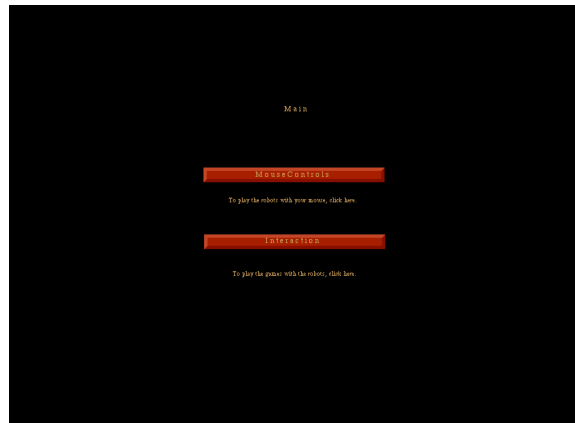 Main
MouseControls
To play the robots with your mouse, click here.
Interaction
To play the games with the robots, click here.